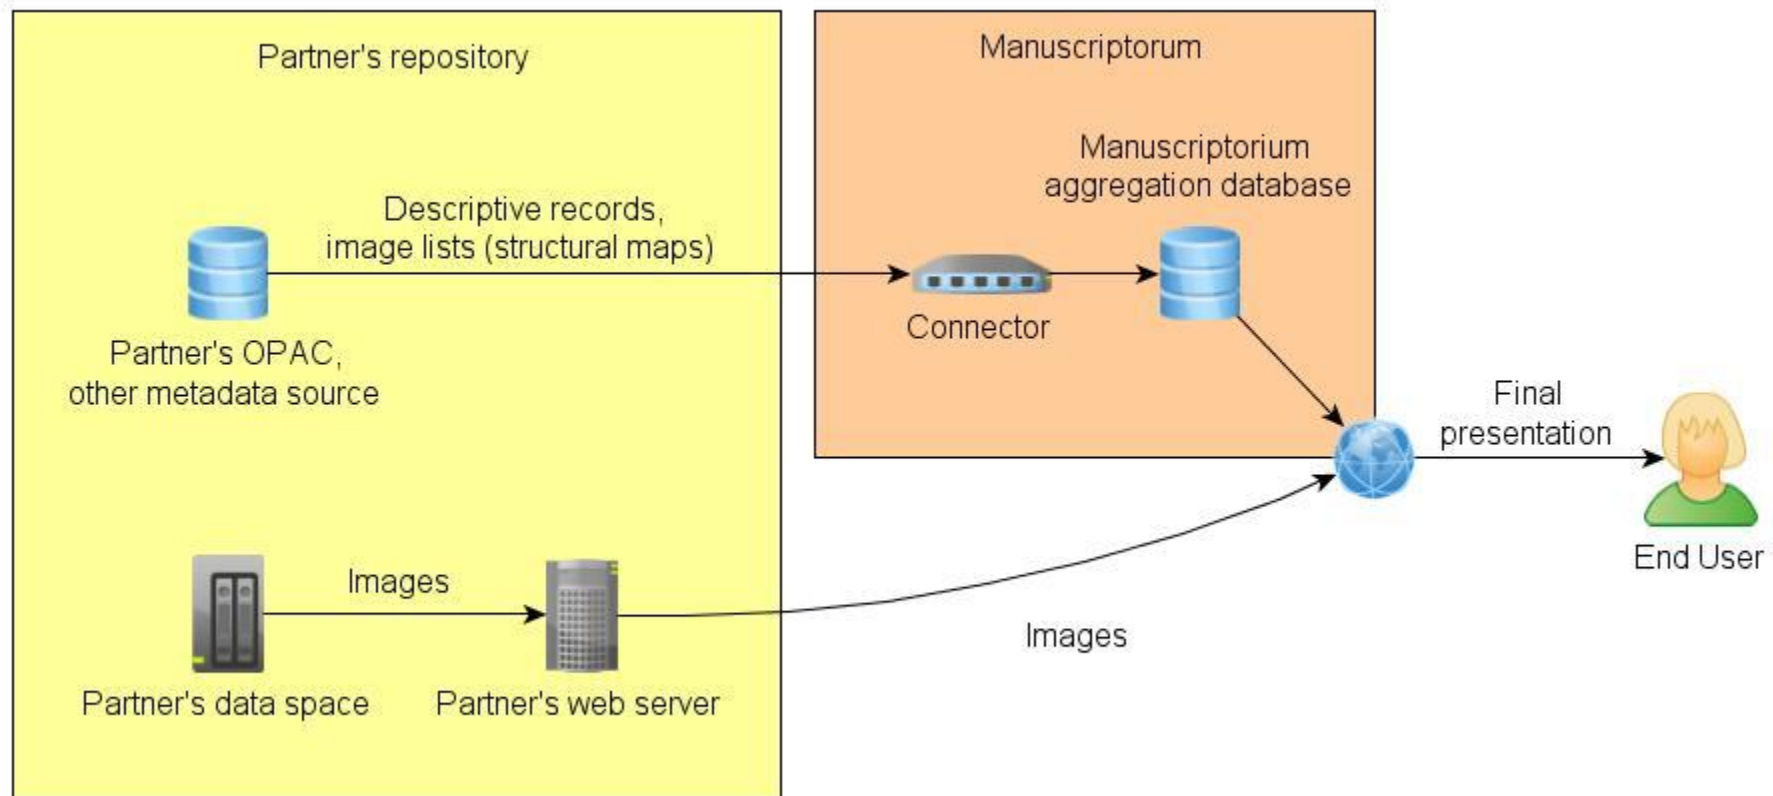 Partner's repository
Manuscriptorum
Manuscriptorium
aggregation database
Descriptive records,
image lists (structural maps)
Connector
Partner's OPAC,
other metadata source
Final
presentation
End User
Images
Images
Partner's data space
Partner's web server